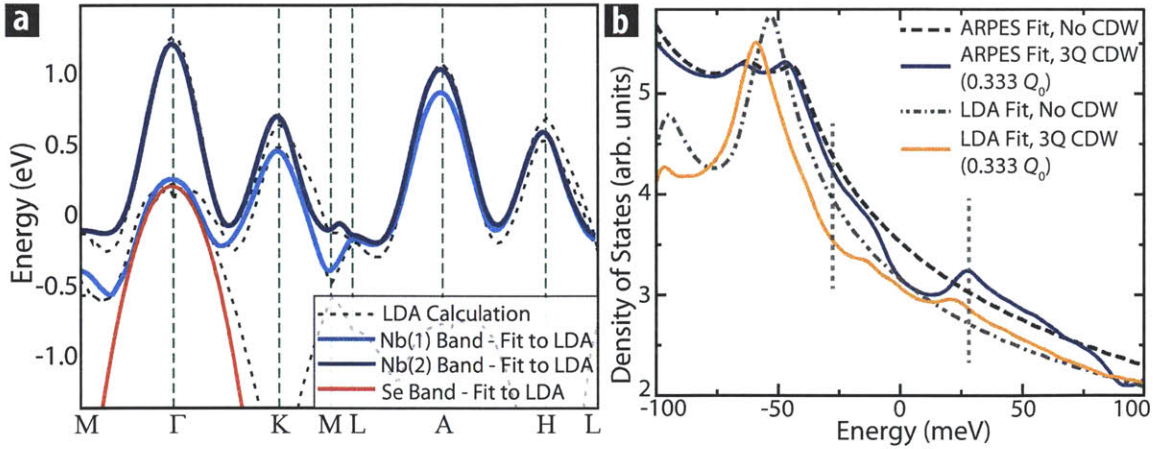 a
Energy (eV)
1.0
0.5
0
-0.5
-1.0
LDA Calculation
Nb(1) Band - Fit to LDA
Nb(2) Band - Fit to LDA
Se Band - Fit to LDA
M Γ K M L A H L
b
Density of States (arb. units)
5
4
3
2
ARPES Fit, No CDW
ARPES Fit, 3Q CDW
(0.333 Q₀)
LDA Fit, No CDW
LDA Fit, 3Q CDW
(0.333 Q₀)
-100 -50 0 50 100
Energy (meV)